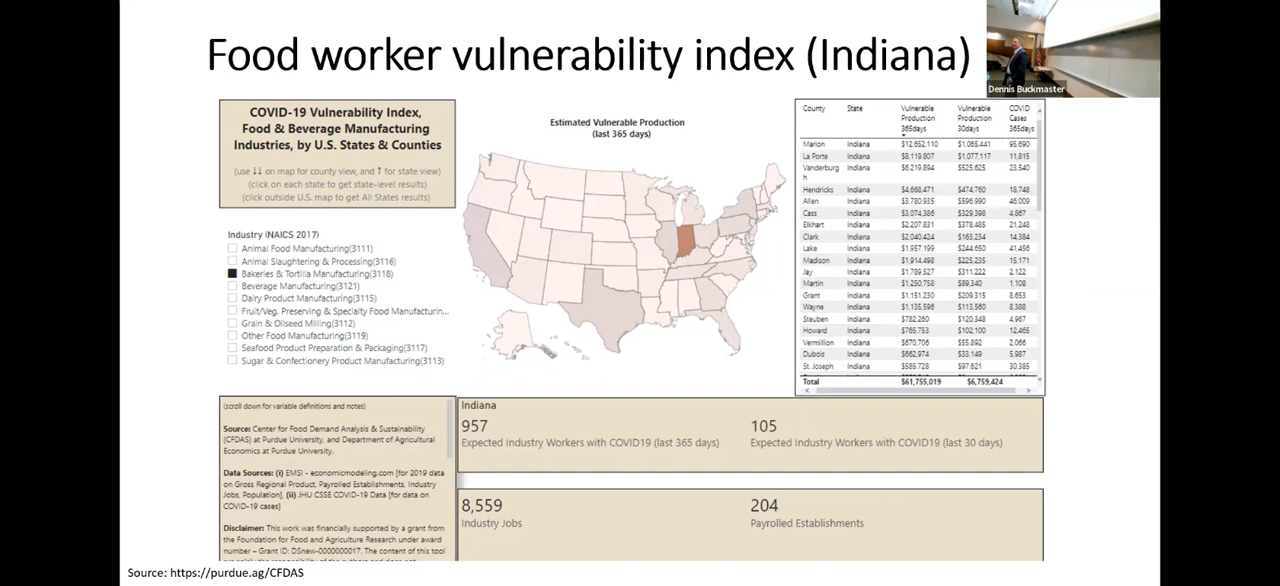 Food worker vulnerability index (Indiana)
Dennis Buckmaster
COVID-19 Vulnerability Index,
Food & Beverage Manufacturing
Industries, by U.S. States & Counties
(use ↓↓ on map for county view, and ↑ for state view)
(click on each state to get state-level results)
(click outside U.S. map to get All States results)
Industry (NAICS 2017)
Animal Food Manufacturing(3111)
Animal Slaughtering & Processing(3116)
Bakeries & Tortilla Manufacturing(3118)
Beverage Manufacturing(3121)
Dairy Product Manufacturing(3115)
Fruit/Veg. Preserving & Specialty Food Manufacturin...
Grain & Oilseed Milling(3112)
Other Food Manufacturing(3119)
Seafood Product Preparation & Packaging(3117)
Sugar & Confectionery Product Manufacturing(3113)
Estimated Vulnerable Production
(last 365 days)
County State Vulnerable Production 365days Vulnerable Production 30days COVID Cases 365days
Marion Indiana $12,652,110 $1,065,441 95,690
La Porte Indiana $8,119,807 $1,077,117 11,815
Vanderburgh Indiana $6,219,894 $525,625 23,540
Hendricks Indiana $4,668,471 $474,760 18,748
Allen Indiana $3,780,935 $596,990 46,009
Cass Indiana $3,074,386 $329,398 4,867
Elkhart Indiana $2,207,831 $378,485 21,248
Clark Indiana $2,040,424 $163,234 14,384
Lake Indiana $1,957,199 $244,650 41,456
Madison Indiana $1,914,498 $225,235 15,171
Jay Indiana $1,789,527 $311,222 2,122
Martin Indiana $1,250,758 $89,340 1,108
Grant Indiana $1,151,230 $209,315 8,653
Wayne Indiana $1,135,596 $113,560 8,388
Steuben Indiana $782,260 $120,348 4,967
Howard Indiana $765,753 $102,100 12,465
Vermillion Indiana $670,706 $55,892 2,066
Dubois Indiana $662,974 $33,149 5,987
St. Joseph Indiana $585,728 $97,621 30,385
Total $61,755,019 $6,759,424
(scroll down for variable definitions and notes)
Source: Center for Food Demand Analysis & Sustainability
(CFDAS) at Purdue University, and Department of Agricultural
Economics at Purdue University.
Data Sources: (i) EMSI - economicmodeling.com [for 2019 data
on Gross Regional Product, Payrolled Establishments, Industry
Jobs, Population], (ii) JHU CSSE COVID-19 Data [for data on
COVID-19 cases]
Disclaimer: This work was financially supported by a grant from
the Foundation for Food and Agriculture Research under award
number – Grant ID: DSnew-0000000017. The content of this tool
Indiana
957
Expected Industry Workers with COVID19 (last 365 days)
105
Expected Industry Workers with COVID19 (last 30 days)
8,559
Industry Jobs
204
Payrolled Establishments
Source: https://purdue.ag/CFDAS